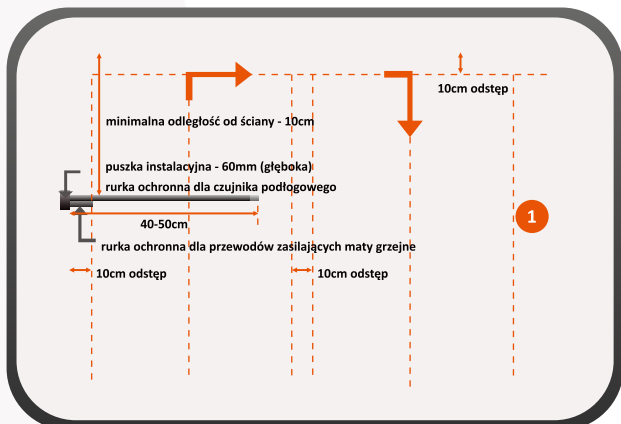 10cm odstęp
minimalna odległość od ściany - 10cm
puszka instalacyjna - 60mm (głęboka)
rurka ochronna dla czujnika podłogowego
1
40-50cm
rurka ochronna dla przewodów zasilających maty grzejne
10cm odstęp
10cm odstęp